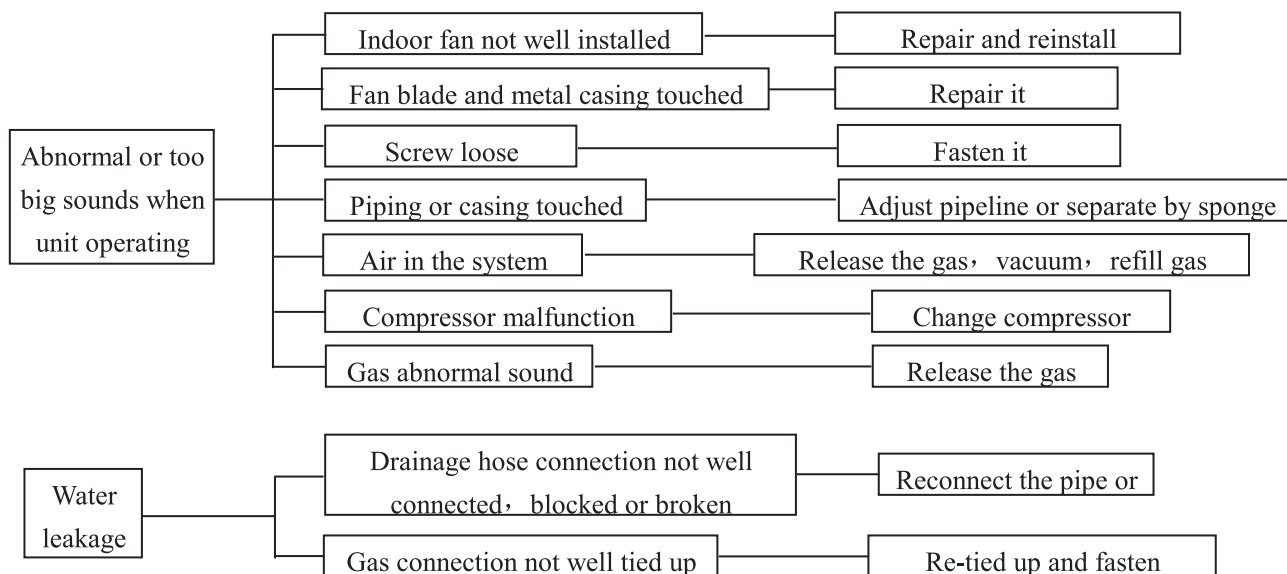 Indoor fan not well installed
Repair and reinstall
Fan blade and metal casing touched
Repair it
Abnormal or too
big sounds when
unit operating
Screw loose
Fasten it
Piping or casing touched
Adjust pipeline or separate by sponge
Air in the system
Release the gas，vacuum，refill gas
Compressor malfunction
Change compressor
Gas abnormal sound
Release the gas
Water
leakage
Drainage hose connection not well
connected，blocked or broken
Reconnect the pipe or
Gas connection not well tied up
Re-tied up and fasten